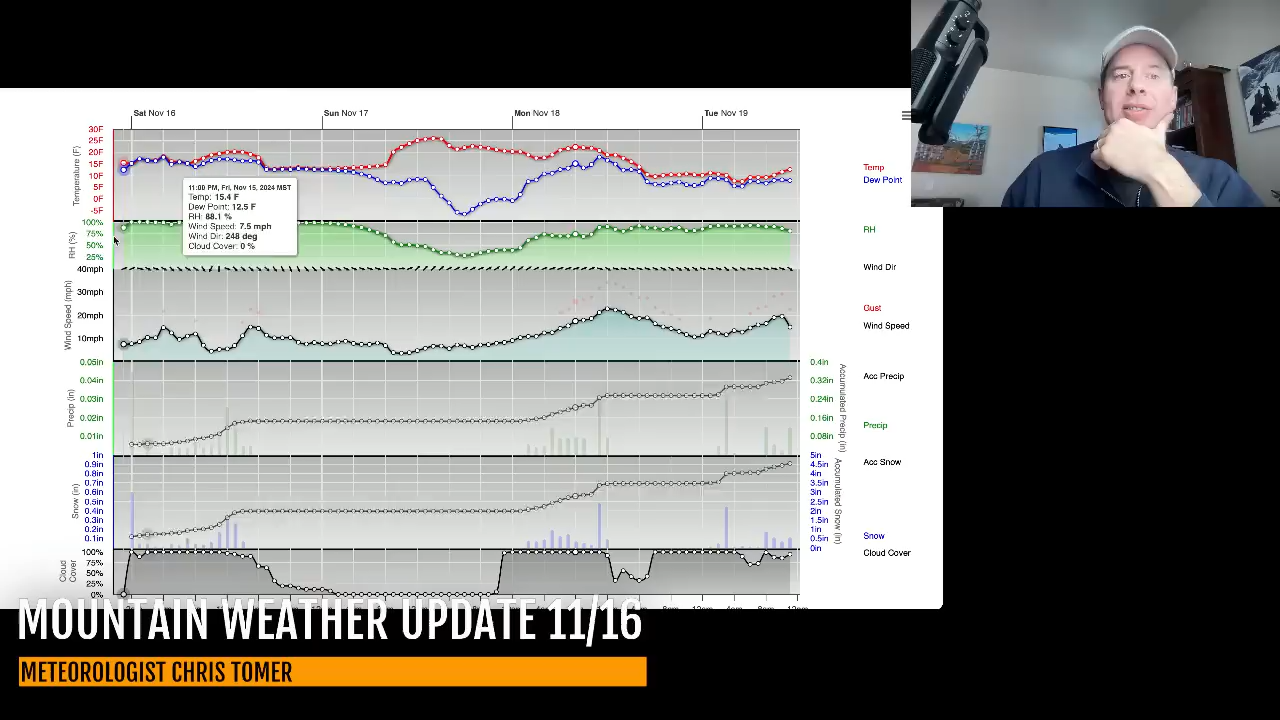 Sat Nov 16
Sun Nov 17
Mon Nov 18
Tue Nov 19
30F
25F
20F
15F
10F
5F
0F
-5F
Temperature (F)
Temp
Dew Point
11:00 PM, Fri, Nov 15, 2024 MST
Temp: 15.4 F
Dew Point: 12.5 F
RH: 88.1 %
Wind Speed: 7.5 mph
Wind Dir: 248 deg
Cloud Cover: 0 %
100%
75%
50%
25%
RH (%)
RH
Wind Dir
40mph
30mph
20mph
10mph
Wind Speed (mph)
Gust
Wind Speed
0.05in
0.04in
0.03in
0.02in
0.01in
Precip (in)
0.4in
0.32in
0.24in
0.16in
0.08in
Accumulated Precip (in)
Acc Precip
Precip
1in
0.9in
0.8in
0.7in
0.6in
0.5in
0.4in
0.3in
0.2in
0.1in
Snow (in)
5in
4.5in
4in
3.5in
3in
2.5in
2in
1.5in
1in
0.5in
0in
Accumulated Snow (in)
Acc Snow
Snow
100%
75%
50%
25%
0%
Cloud
Cover
Cloud Cover
MOUNTAIN WEATHER UPDATE 11/16
METEOROLOGIST CHRIS TOMER